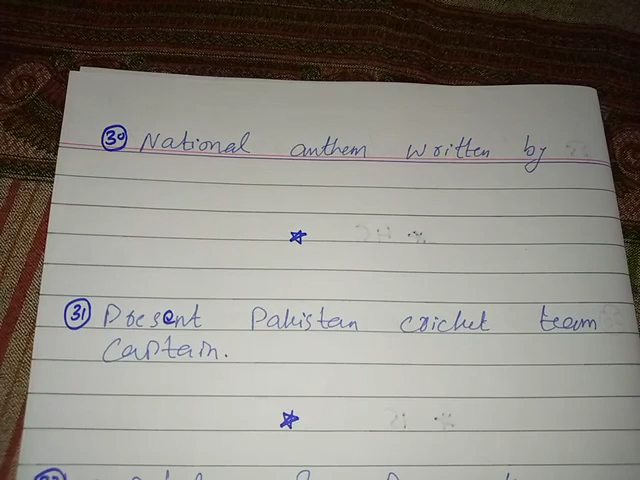 30 National anthem written by
31 Present Pakistan cricket team
Captain.